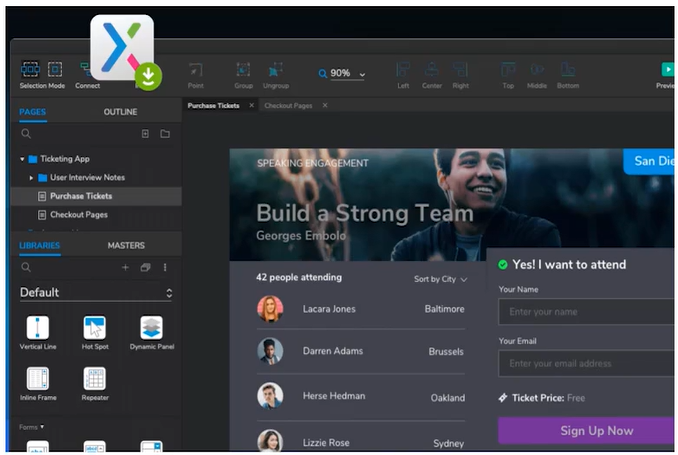 90%
Selection Mode Connect Point Group Ungroup Left Center Right Top Middle Bottom
PAGES OUTLINE
Purchase Tickets Checkout Pages
Ticketing App
User Interview Notes
Purchase Tickets
Checkout Pages
LIBRARIES MASTERS
Default
Vertical Line Hot Spot Dynamic Panel
Inline Frame Repeater
Forms
SPEAKING ENGAGEMENT
San Die
Build a Strong Team
Georges Embolo
42 people attending Sort by City
Lacara Jones Baltimore
Darren Adams Brussels
Herse Hedman Oakland
Lizzie Rose Sydney
Yes! I want to attend
Your Name
Enter your name
Your Email
Enter your email address
Ticket Price: Free
Sign Up Now